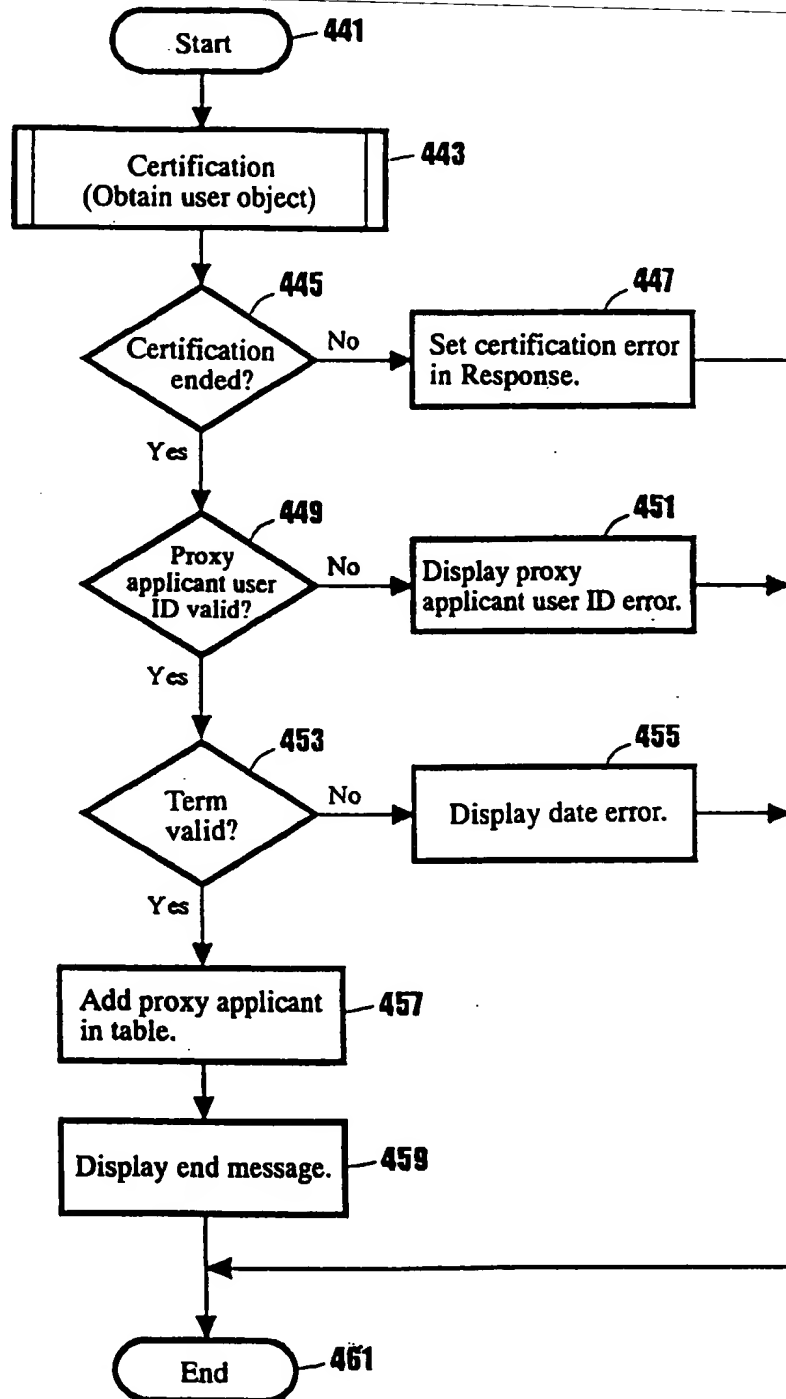 Start
441
Certification
(Obtain user object)
443
445
Certification
ended?
No
447
Set certification error
in Response.
Yes
449
Proxy
applicant user
ID valid?
No
451
Display proxy
applicant user ID error.
Yes
453
Term
valid?
No
455
Display date error.
Yes
Add proxy applicant
in table.
457
Display end message.
459
End
461